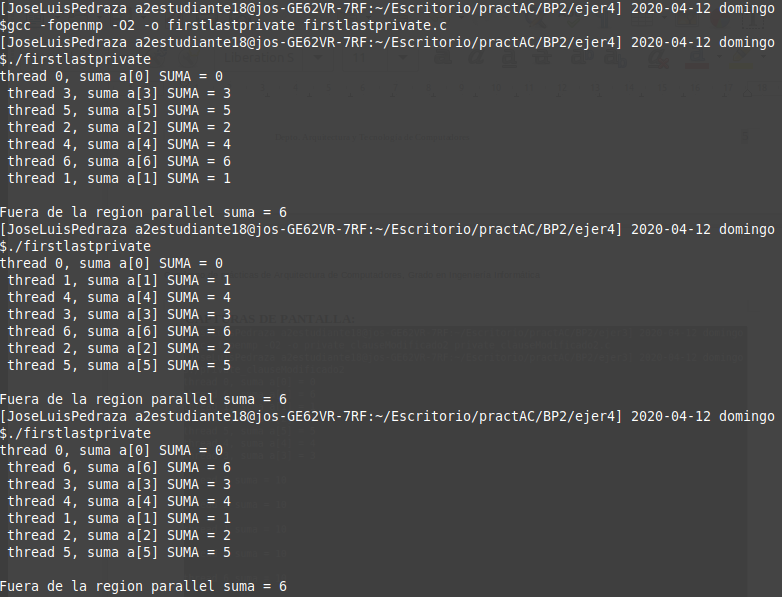 [JoseLuisPedraza a2estudiante18@jos-GE62VR-7RF:~/Escritorio/practAC/BP2/ejer4] 2020-04-12 domingo
$gcc -fopenmp -O2 -o firstlastprivate firstlastprivate.c
[JoseLuisPedraza a2estudiante18@jos-GE62VR-7RF:~/Escritorio/practAC/BP2/ejer4] 2020-04-12 domingo
$./firstlastprivate
thread 0, suma a[0] SUMA = 0
thread 3, suma a[3] SUMA = 3
thread 5, suma a[5] SUMA = 5
thread 2, suma a[2] SUMA = 2
thread 4, suma a[4] SUMA = 4
thread 6, suma a[6] SUMA = 6
thread 1, suma a[1] SUMA = 1
Fuera de la region parallel suma = 6
[JoseLuisPedraza a2estudiante18@jos-GE62VR-7RF:~/Escritorio/practAC/BP2/ejer4] 2020-04-12 domingo
$./firstlastprivate
thread 0, suma a[0] SUMA = 0
thread 1, suma a[1] SUMA = 1
thread 4, suma a[4] SUMA = 4
thread 3, suma a[3] SUMA = 3
thread 6, suma a[6] SUMA = 6
thread 2, suma a[2] SUMA = 2
thread 5, suma a[5] SUMA = 5
Fuera de la region parallel suma = 6
[JoseLuisPedraza a2estudiante18@jos-GE62VR-7RF:~/Escritorio/practAC/BP2/ejer4] 2020-04-12 domingo
$./firstlastprivate
thread 0, suma a[0] SUMA = 0
thread 6, suma a[6] SUMA = 6
thread 3, suma a[3] SUMA = 3
thread 4, suma a[4] SUMA = 4
thread 1, suma a[1] SUMA = 1
thread 2, suma a[2] SUMA = 2
thread 5, suma a[5] SUMA = 5
Fuera de la region parallel suma = 6